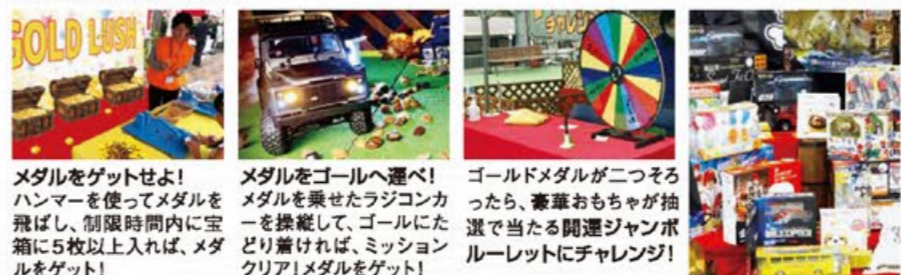 GOLD LUSH
チャレン
メダルをゲットせよ!
ハンマーを使ってメダルを
飛ばし、制限時間内に宝
箱に5枚以上入れば、メダ
ルをゲット!
メダルをゴールへ運べ!
メダルを乗せたラジコンカ
ーを操縦して、ゴールにた
どり着ければ、ミッション
クリア!メダルをゲット!
ゴールドメダルが二つそろ
ったら、豪華おもちゃが抽
選で当たる開運ジャンボ
ルーレットにチャレンジ!